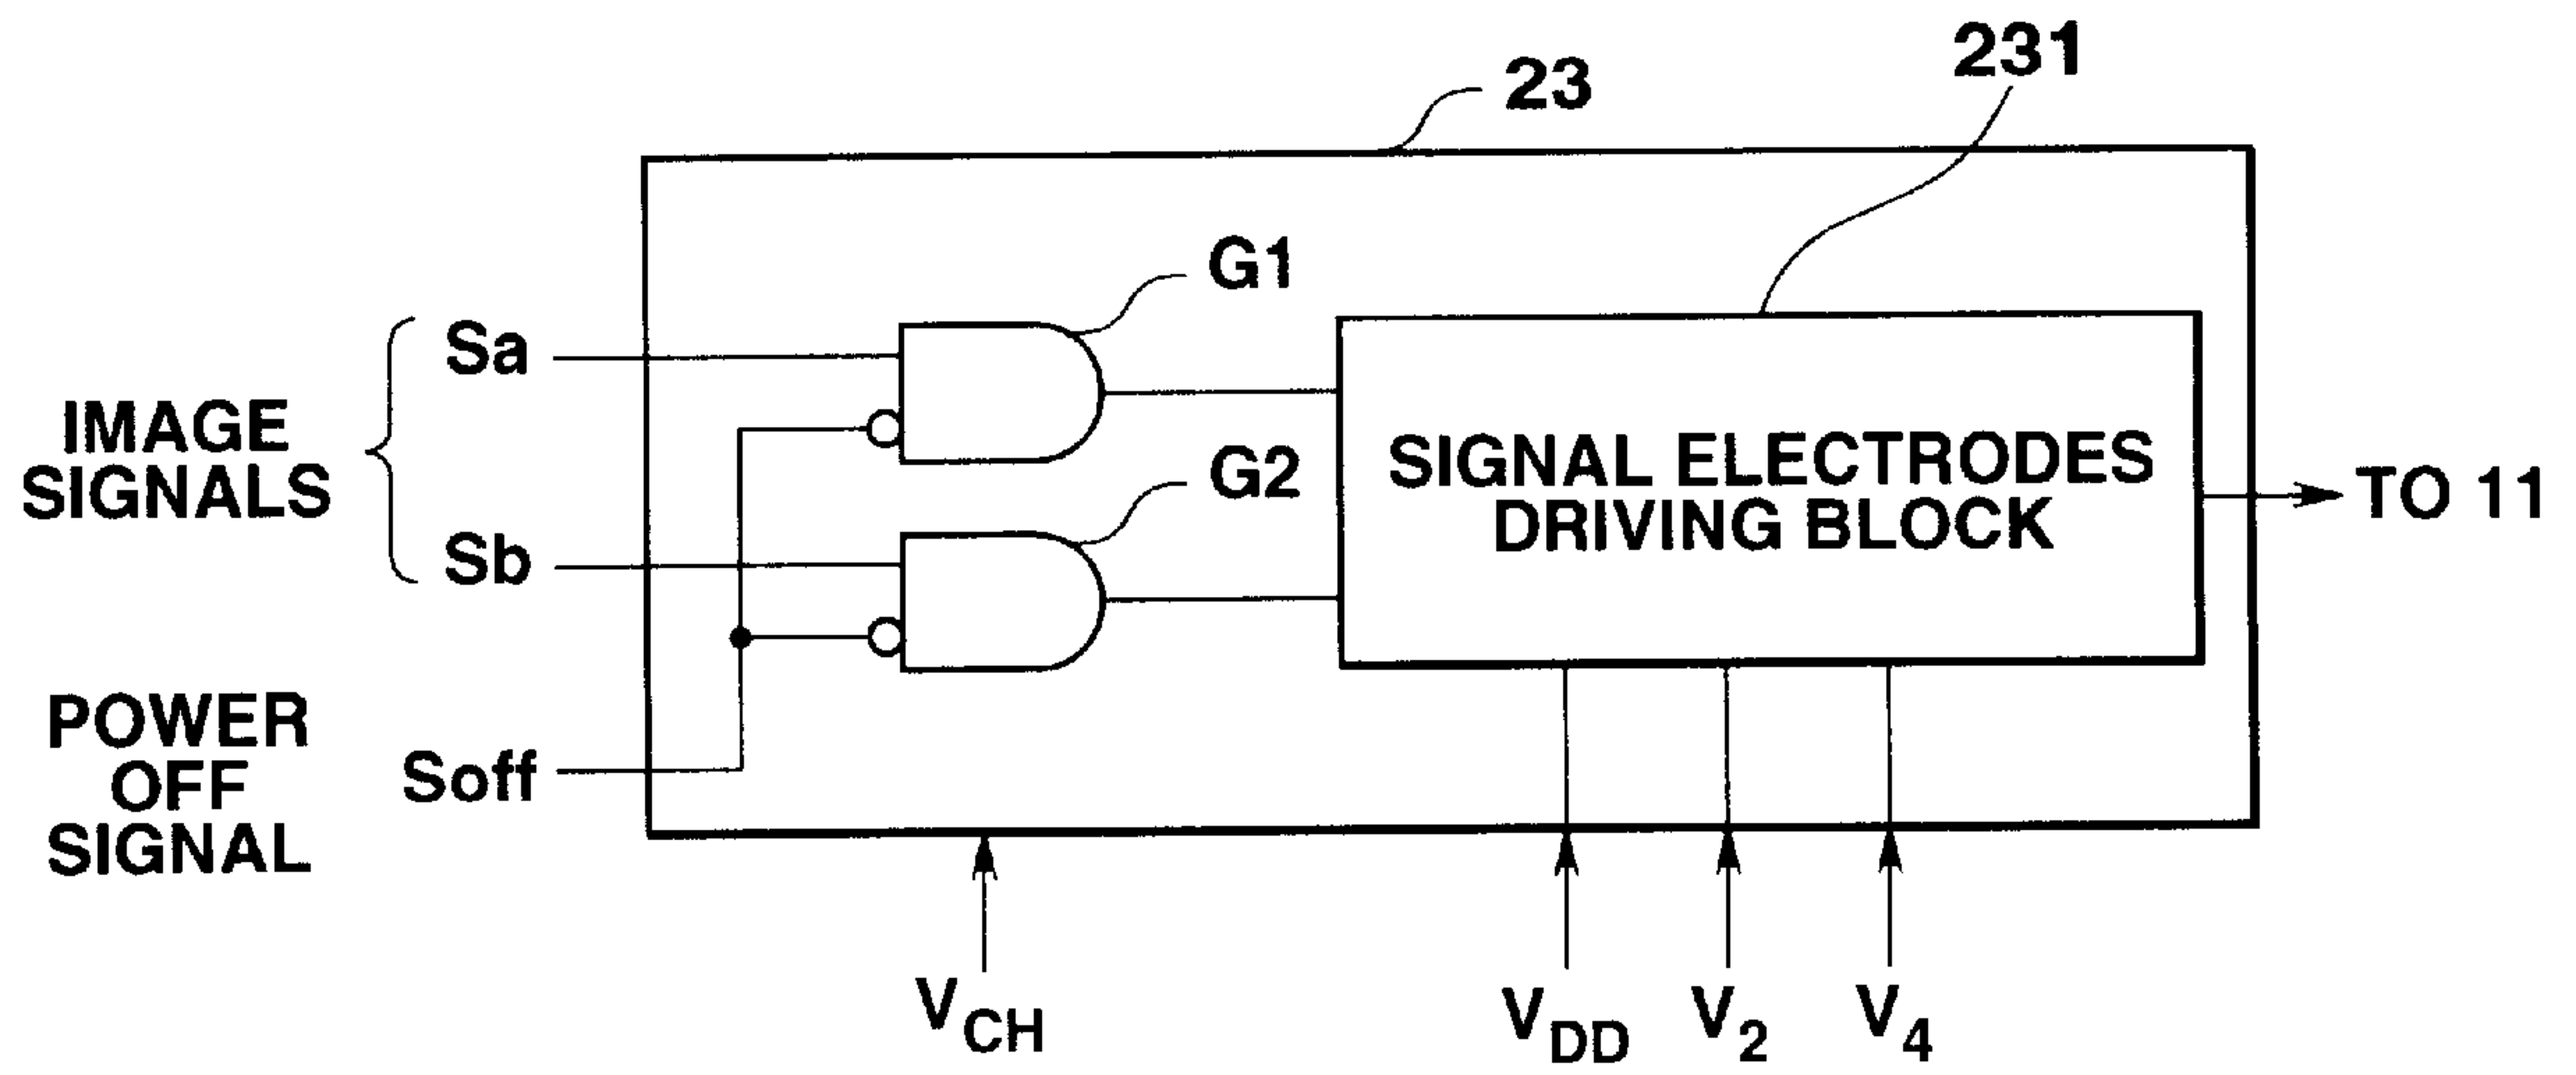 23
231
G1
Sa
IMAGE
SIGNALS
G2
Sb
SIGNAL ELECTRODES
DRIVING BLOCK
TO 11
POWER
OFF
SIGNAL
Soff
VCH
VDD
V2
V4